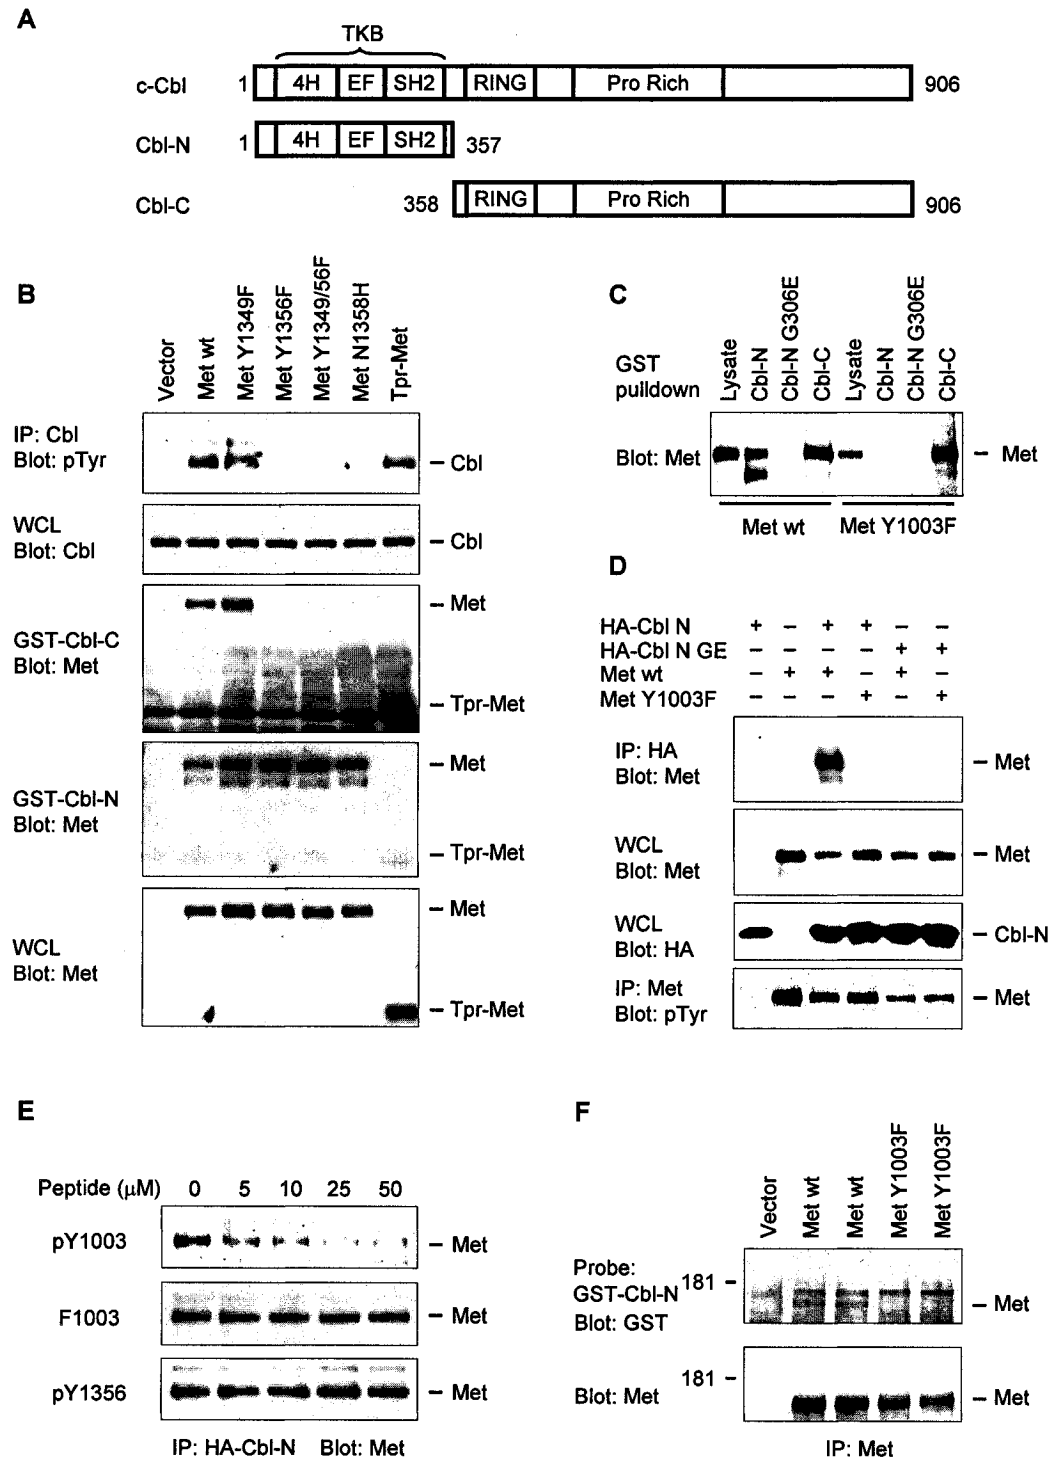 A
TKB
c-Cbl 1 4H EF SH2 RING Pro Rich 906
Cbl-N 1 4H EF SH2 357
Cbl-C 358 RING Pro Rich 906
B
Vector
Met wt
Met Y1349F
Met Y1356F
Met Y1349/56F
Met N1358H
Tpr-Met
IP: Cbl
Blot: pTyr
– Cbl
WCL
Blot: Cbl
– Cbl
– Met
GST-Cbl-C
Blot: Met
– Tpr-Met
– Met
GST-Cbl-N
Blot: Met
– Tpr-Met
– Met
WCL
Blot: Met
– Tpr-Met
C
GST
pulldown
Lysate
Cbl-N
Cbl-N G306E
Cbl-C
Lysate
Cbl-N
Cbl-N G306E
Cbl-C
Blot: Met
– Met
Met wt Met Y1003F
D
HA-Cbl N + – + + – –
HA-Cbl N GE – – – – + +
Met wt – + + – + –
Met Y1003F – – – + – +
IP: HA
Blot: Met
– Met
WCL
Blot: Met
– Met
WCL
Blot: HA
– Cbl-N
IP: Met
Blot: pTyr
– Met
E
Peptide (μM) 0 5 10 25 50
pY1003 – Met
F1003 – Met
pY1356 – Met
IP: HA-Cbl-N Blot: Met
F
Vector
Met wt
Met wt
Met Y1003F
Met Y1003F
Probe:
GST-Cbl-N
Blot: GST
181 –
– Met
181 –
Blot: Met
– Met
IP: Met